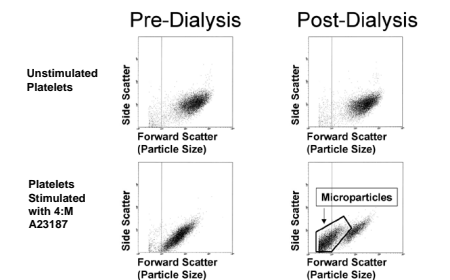 Pre-Dialysis
Post-Dialysis
Unstimulated
Platelets
Side Scatter
Forward Scatter
(Particle Size)
Side Scatter
Forward Scatter
(Particle Size)
Platelets
Stimulated
with 4:M
A23187
Side Scatter
Forward Scatter
(Particle Size)
Microparticles
Side Scatter
Forward Scatter
(Particle Size)